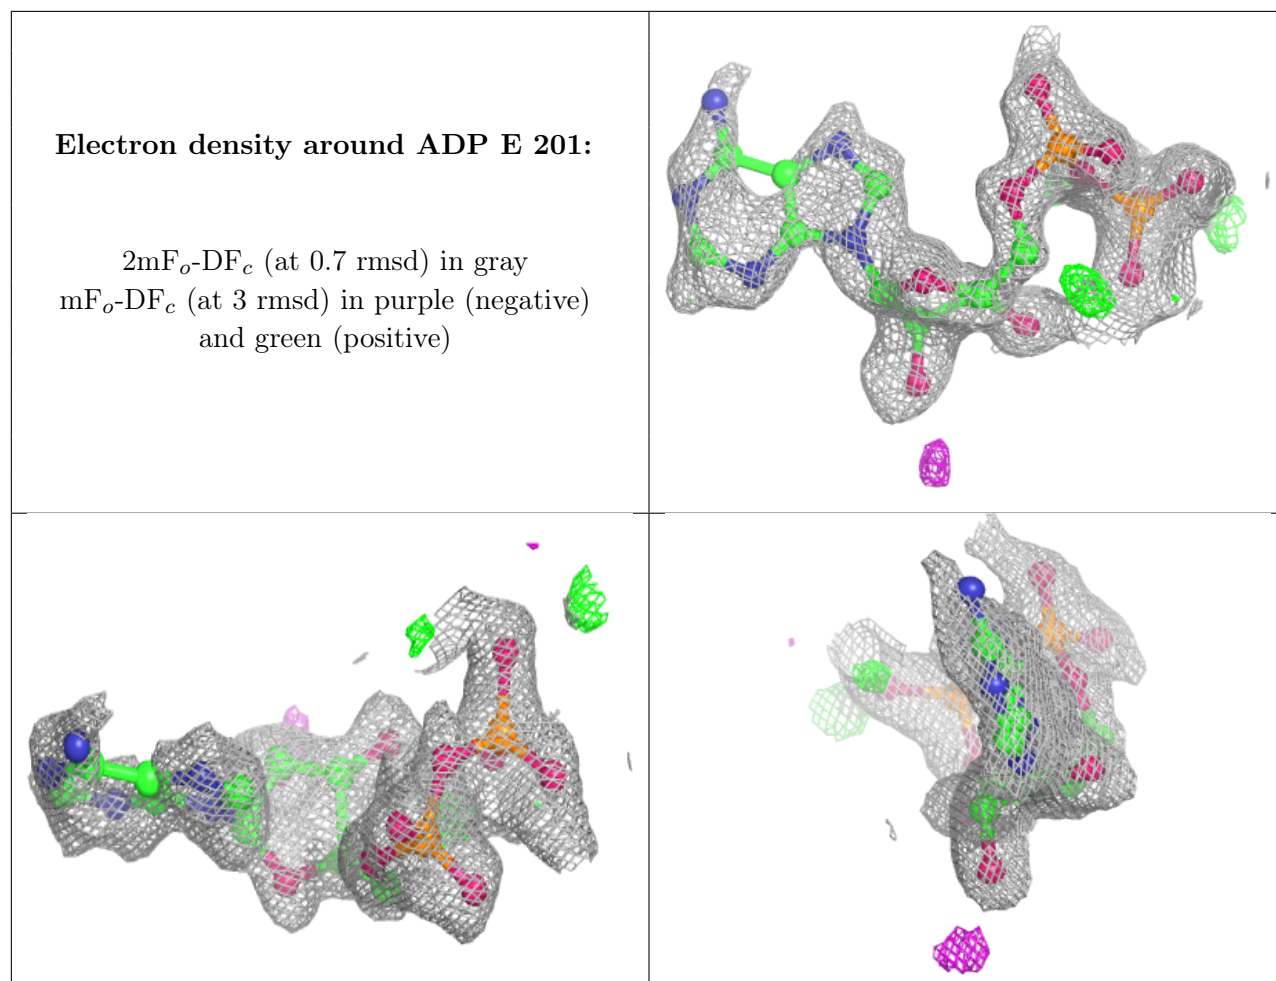 Electron density around ADP E 201:
2mFo-DFc (at 0.7 rmsd) in gray
mFo-DFc (at 3 rmsd) in purple (negative)
and green (positive)